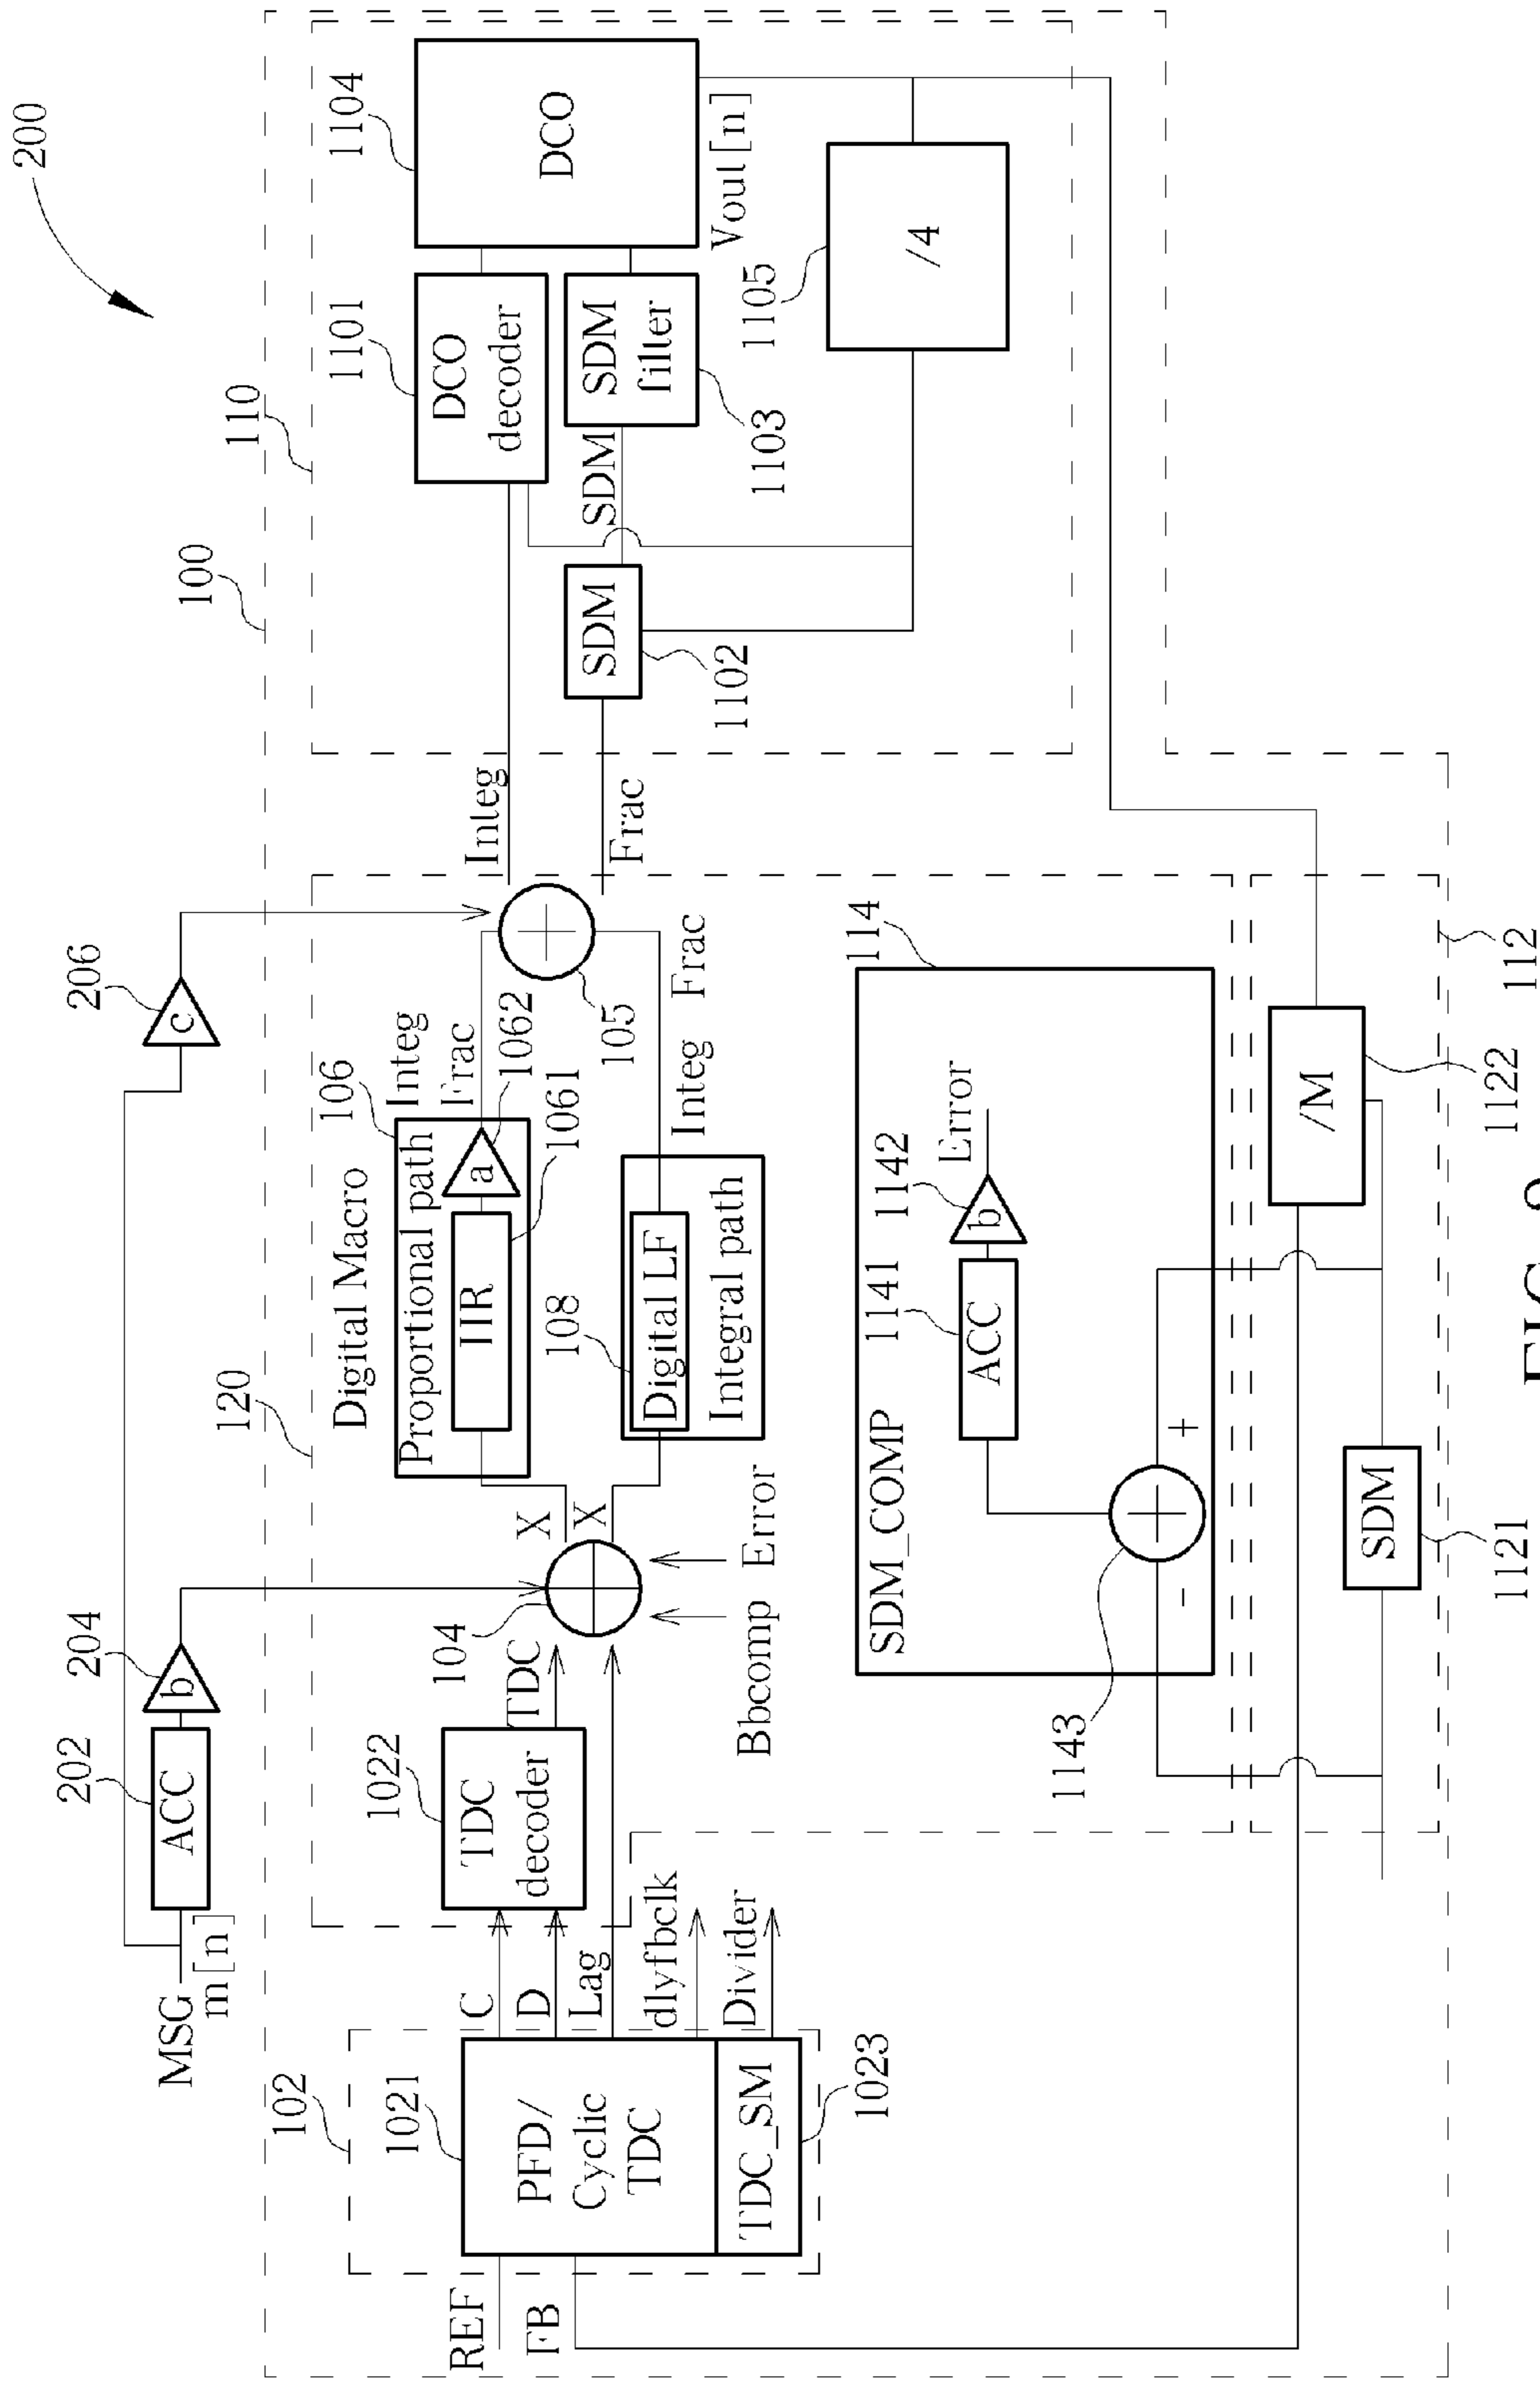 200
MSG
m[n]
202
ACC
204
b
206
c
100
102
REF
FB
1021
PFD/
Cyclic
TDC
TDC_SM
1023
C
D
Lag
dlyfbclk
Divider
120
1022
TDC
decoder
TDC
104
X
X
Bbcomp
Error
Digital Macro
Proportional path
IIR
a
106
1061
1062
Integ
Frac
108
Digital LF
Integral path
Integ
Frac
105
Integ
Frac
110
SDM
1102
SDM
1101
DCO
decoder
SDM
filter
1103
1104
DCO
Vout[n]
1105
/4
SDM_COMP
114
1141
ACC
1142
b
Error
1143
-
+
112
SDM
1121
/M
1122